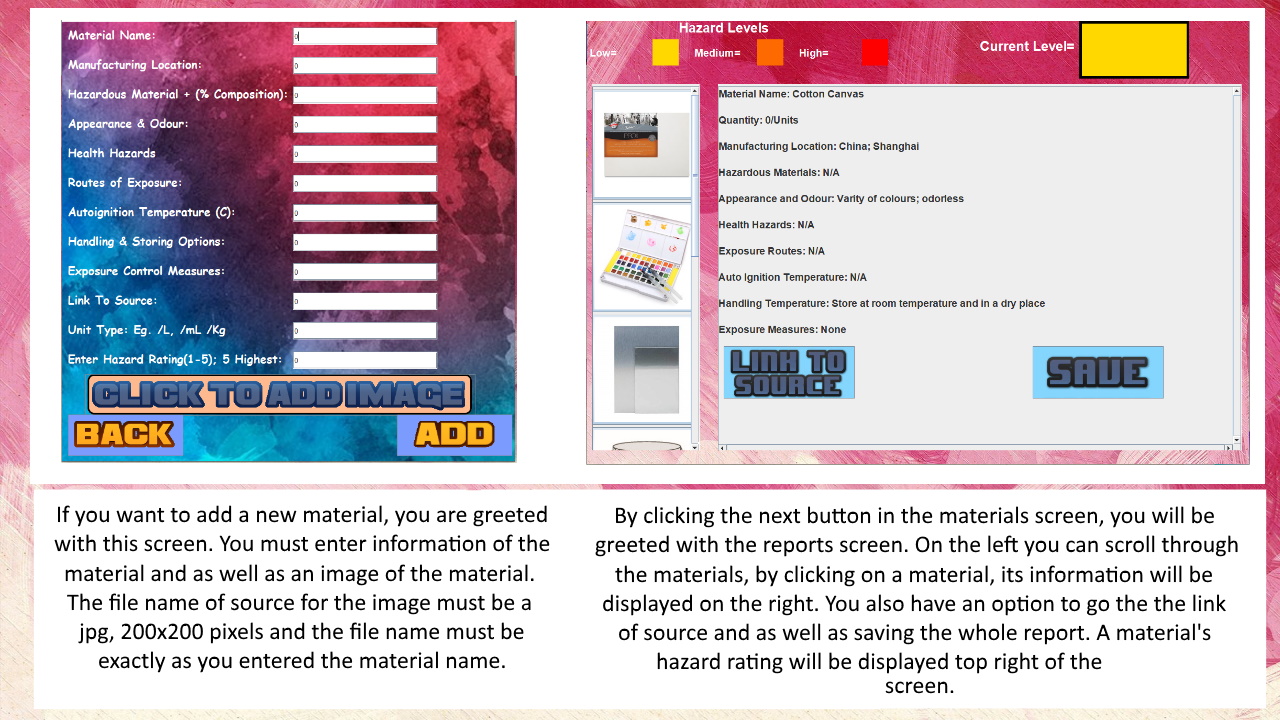 Material Name:
0
Manufacturing Location:
0
Hazardous Material + (% Composition):
0
Appearance & Odour:
0
Health Hazards
0
Routes of Exposure:
0
Autoignition Temperature (C):
0
Handling & Storing Options:
0
Exposure Control Measures:
0
Link To Source:
0
Unit Type: Eg. /L, /mL /Kg
0
Enter Hazard Rating(1-5); 5 Highest:
0
CLICK TO ADD IMAGE
BACK
ADD
Hazard Levels
Low=
Medium=
High=
Current Level=
Material Name: Cotton Canvas
Quantity: 0/Units
Manufacturing Location: China; Shanghai
Hazardous Materials: N/A
Appearance and Odour: Varity of colours; odorless
Health Hazards: N/A
Exposure Routes: N/A
Auto Ignition Temperature: N/A
Handling Temperature: Store at room temperature and in a dry place
Exposure Measures: None
LINK TO
SOURCE
SAVE
If you want to add a new material, you are greeted
with this screen. You must enter information of the
material and as well as an image of the material.
The file name of source for the image must be a
jpg, 200x200 pixels and the file name must be
exactly as you entered the material name.
By clicking the next button in the materials screen, you will be
greeted with the reports screen. On the left you can scroll through
the materials, by clicking on a material, its information will be
displayed on the right. You also have an option to go the the link
of source and as well as saving the whole report. A material's
hazard rating will be displayed top right of the
screen.